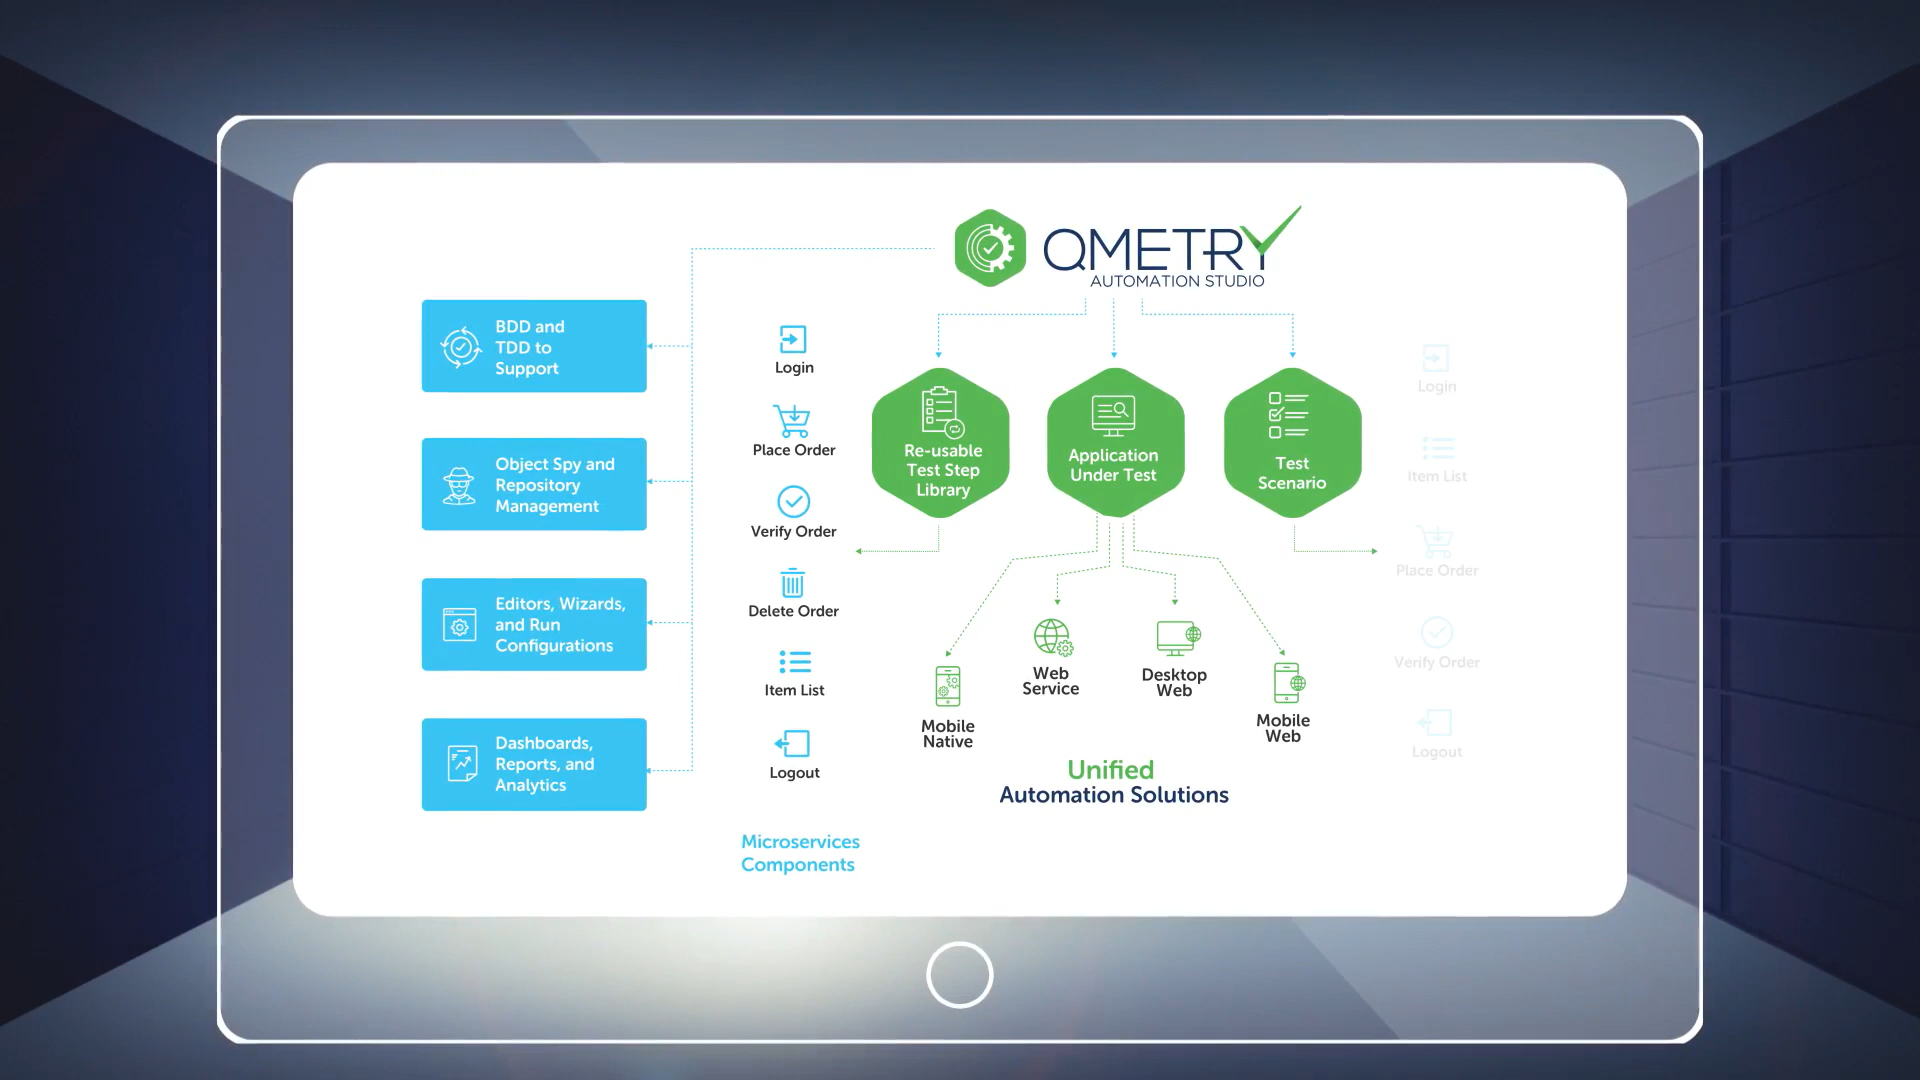 QMETRY
AUTOMATION STUDIO
BDD and
TDD to
Support
Object Spy and
Repository
Management
Editors, Wizards,
and Run
Configurations
Dashboards,
Reports, and
Analytics
Login
Place Order
Verify Order
Delete Order
Item List
Logout
Microservices
Components
Re-usable
Test Step
Library
Application
Under Test
Test
Scenario
Mobile
Native
Web
Service
Desktop
Web
Mobile
Web
Unified
Automation Solutions
Login
Item List
Place Order
Verify Order
Logout